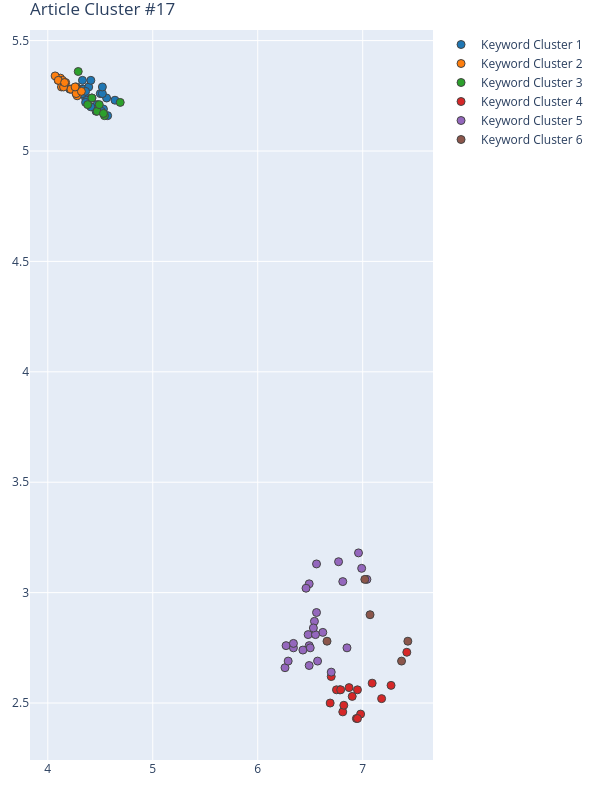 Article Cluster #17
5.5
5
4.5
4
3.5
3
2.5
4
5
6
7
Keyword Cluster 1
Keyword Cluster 2
Keyword Cluster 3
Keyword Cluster 4
Keyword Cluster 5
Keyword Cluster 6